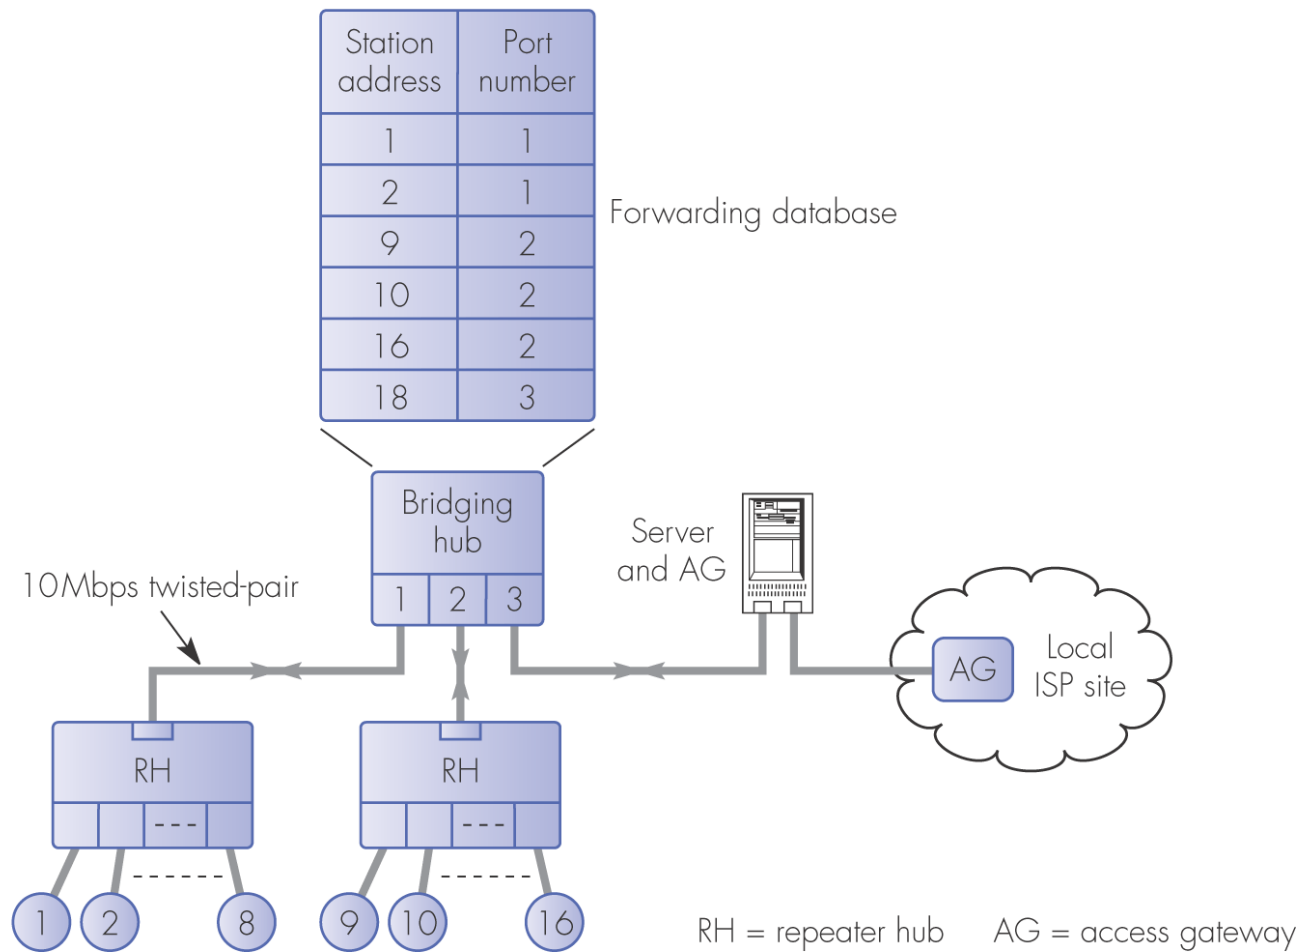 Station address
Port number
1 1
2 1
9 2
10 2
16 2
18 3
Forwarding database
Bridging hub
1 2 3
Server and AG
10 Mbps twisted-pair
AG
Local ISP site
RH
RH
1 2 8 9 10 16
RH = repeater hub AG = access gateway